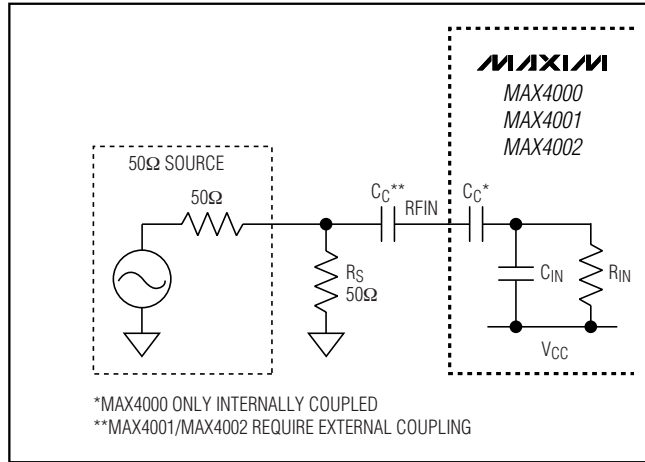 MAXIM
MAX4000
MAX4001
MAX4002
50Ω SOURCE
50Ω
CC**
RFIN
CC*
RS
50Ω
CIN
RIN
VCC
*MAX4000 ONLY INTERNALLY COUPLED
**MAX4001/MAX4002 REQUIRE EXTERNAL COUPLING